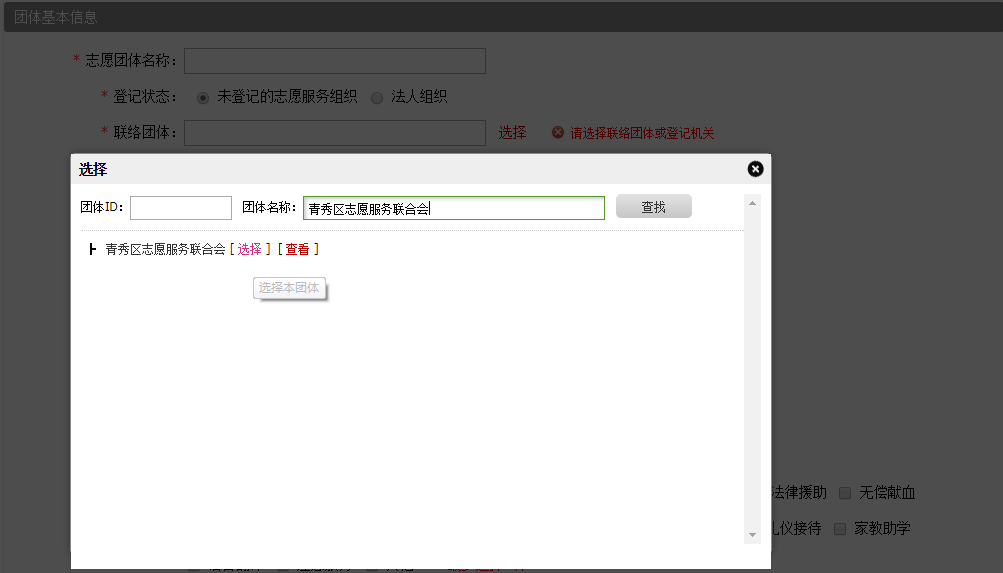 团体基本信息
* 志愿团体名称：
* 登记状态： 未登记的志愿服务组织 法人组织
* 联络团体： 选择 请选择联络团体或登记机关
选择
团体ID： 团体名称： 青秀区志愿服务联合会 查找
青秀区志愿服务联合会 [ 选择 ] [ 查看 ]
选择本团体
法律援助 无偿献血
仪接待 家教助学